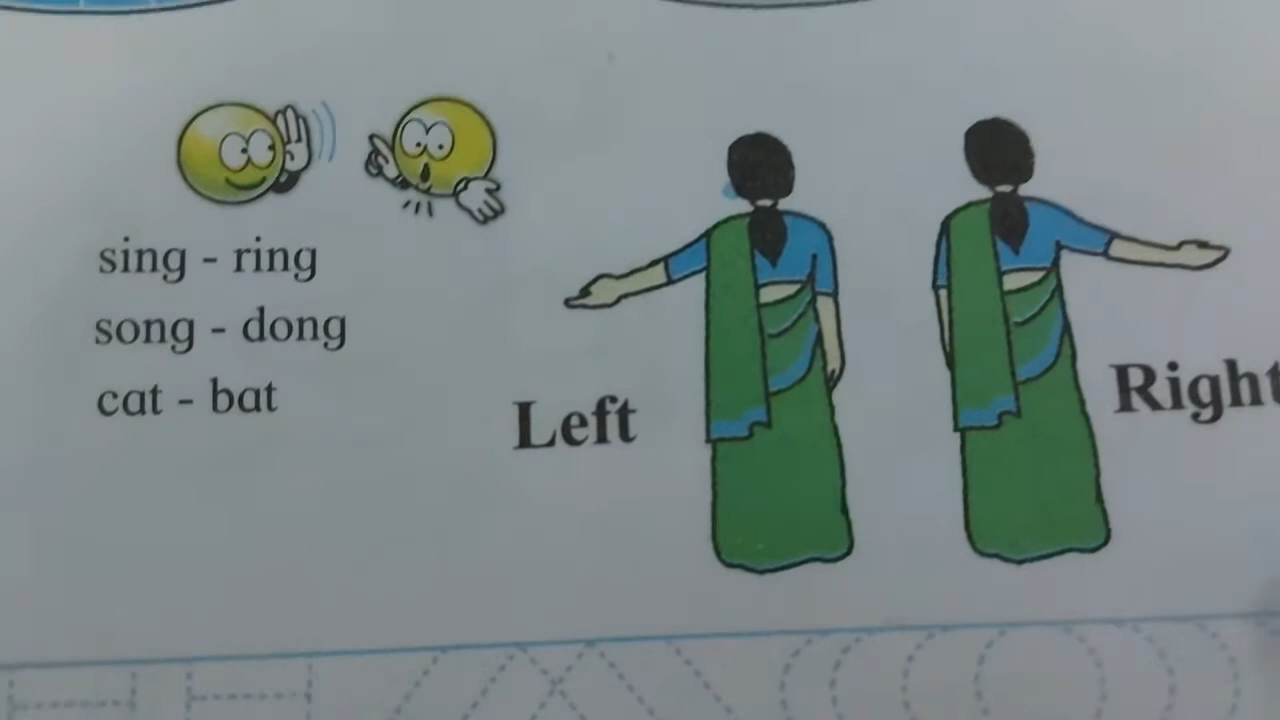 sing - ring
song - dong
cat - bat
Left
Right